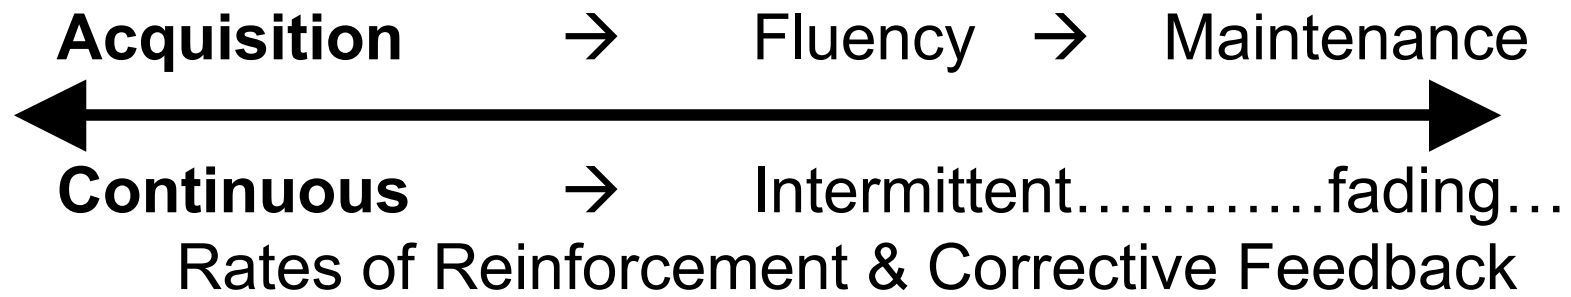 Acquisition → Fluency → Maintenance
Continuous → Intermittent…………fading…
Rates of Reinforcement & Corrective Feedback